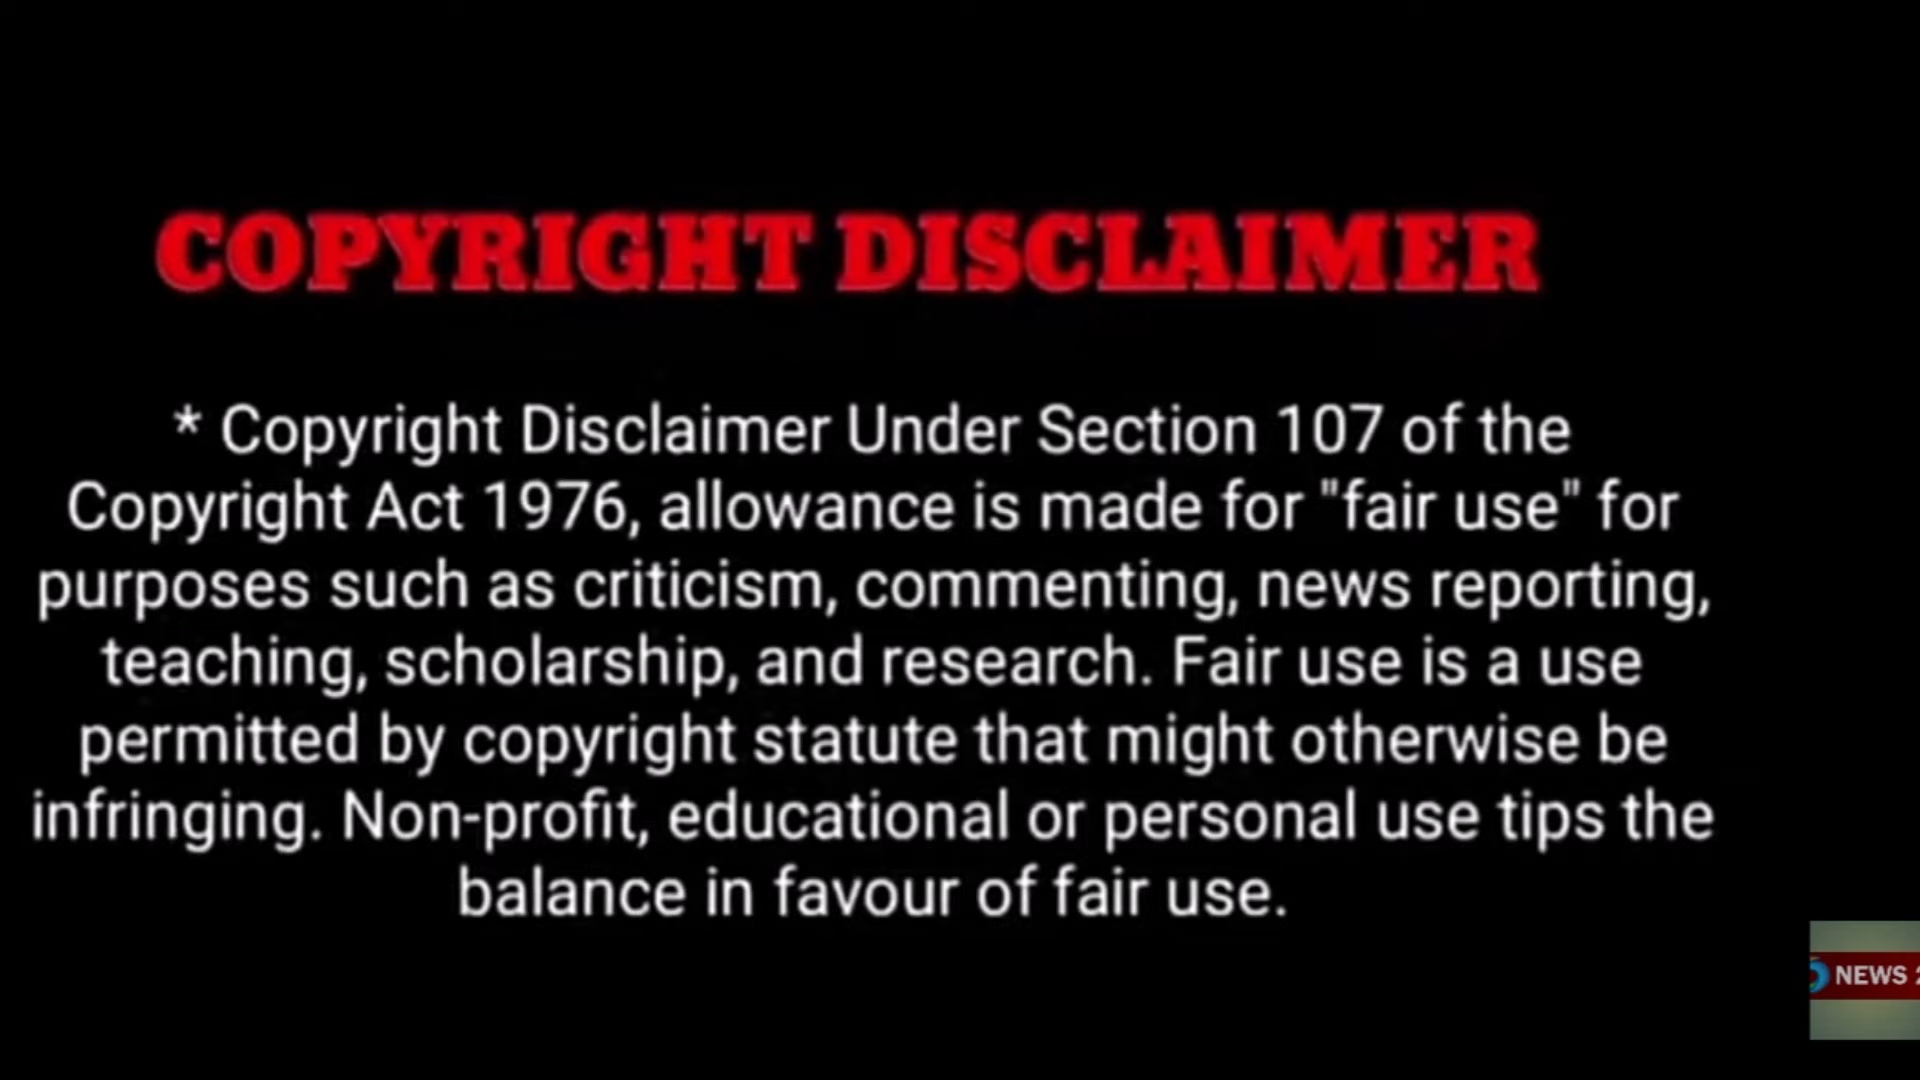 COPYRIGHT DISCLAIMER
* Copyright Disclaimer Under Section 107 of the
Copyright Act 1976, allowance is made for "fair use" for
purposes such as criticism, commenting, news reporting,
teaching, scholarship, and research. Fair use is a use
permitted by copyright statute that might otherwise be
infringing. Non-profit, educational or personal use tips the
balance in favour of fair use.
NEWS